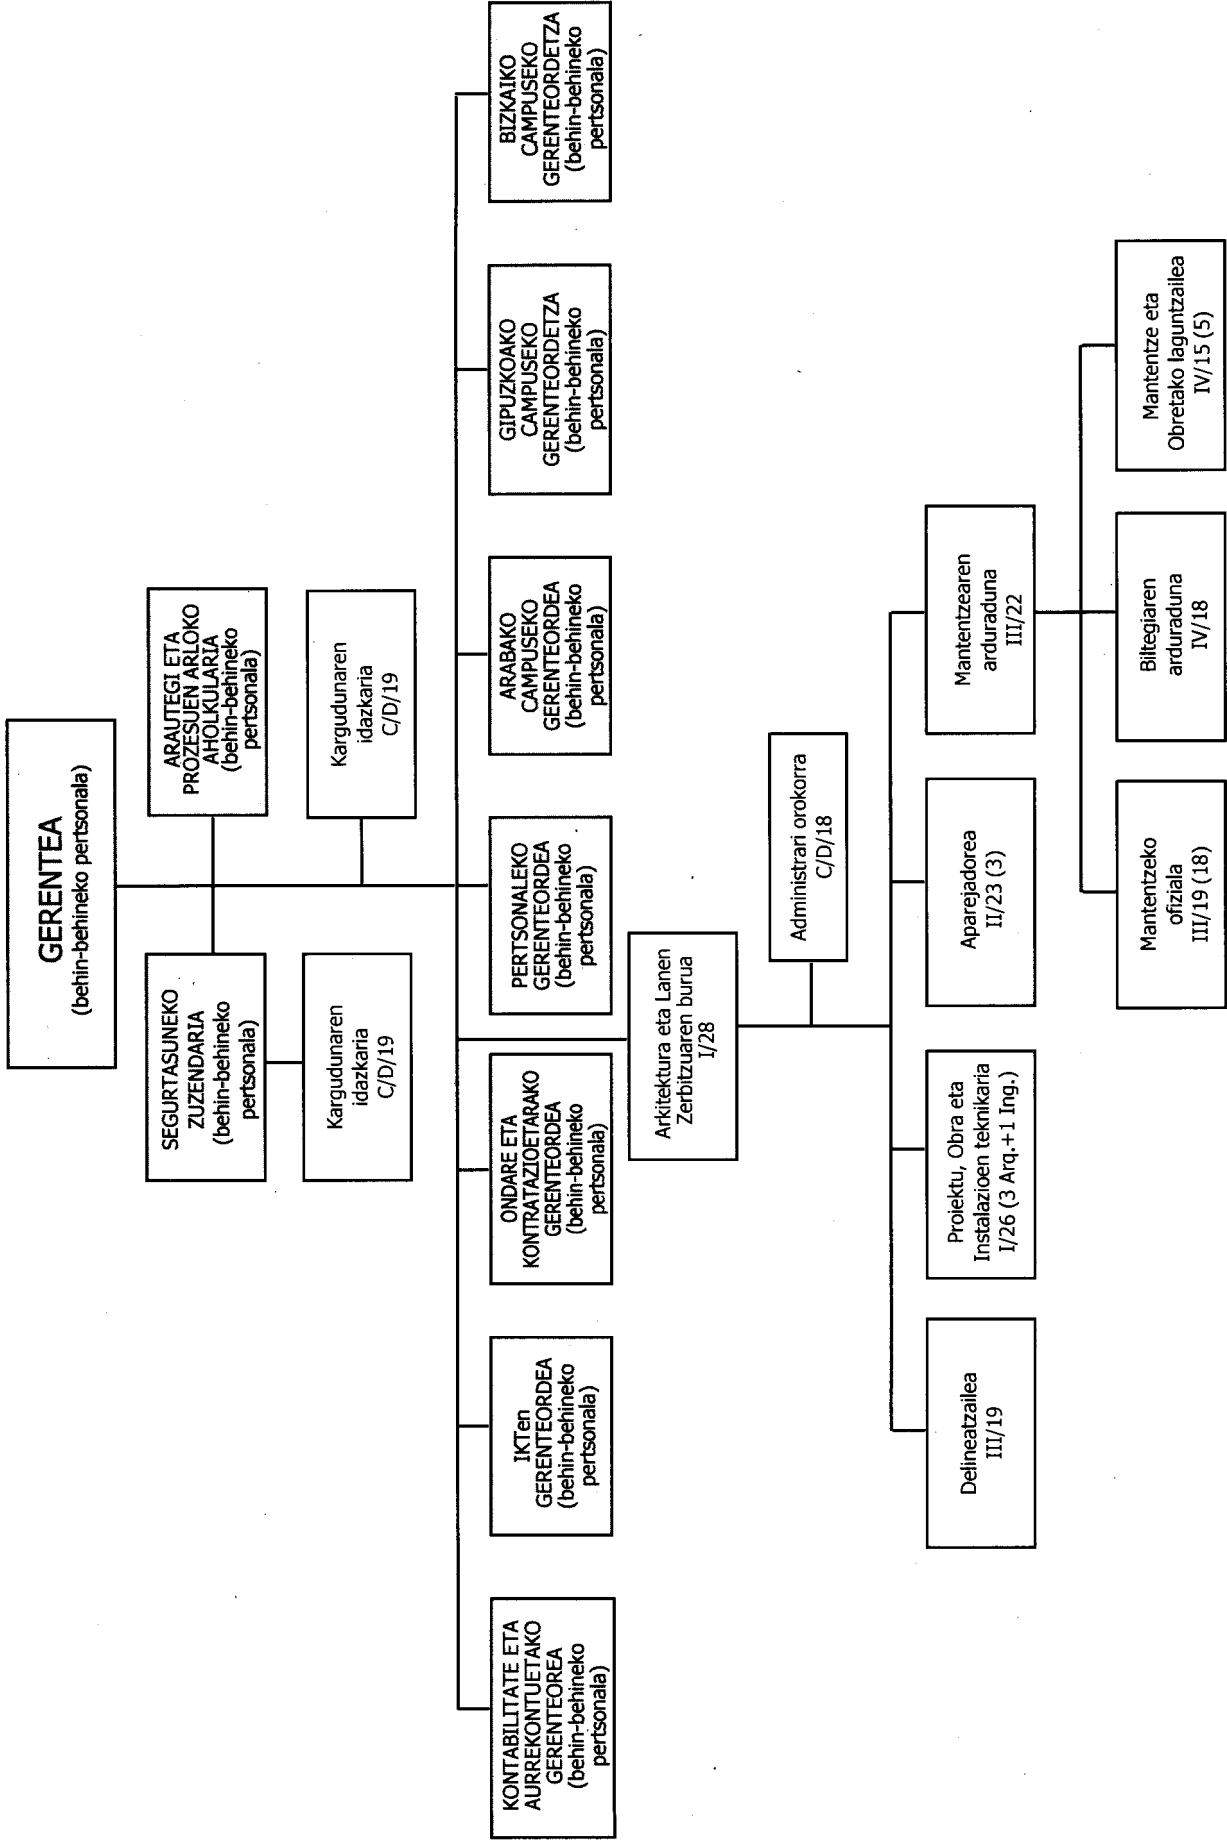 GERENTEA
(behin-behineko pertsonala)
SEGURTASUNEKO
ZUZENDARIA
(behin-behineko
pertsonala)
ARAUTEGI ETA
PROZESUEN ARLOKO
AHOLKULARIA
(behin-behineko
pertsonala)
Kargudunaren
idazkaria
C/D/19
Kargudunaren
idazkaria
C/D/19
KONTABILITATE ETA
AURREKONTUETAKO
GERENTEOREA
(behin-behineko
pertsonala)
IKTen
GERENTEORDEA
(behin-behineko
pertsonala)
ONDARE ETA
KONTRATAZIOETARAKO
GERENTEORDEA
(behin-behineko
pertsonala)
PERTSONALEKO
GERENTEORDEA
(behin-behineko
pertsonala)
ARABAKO
CAMPUSEKO
GERENTEORDEA
(behin-behineko
pertsonala)
GIPUZKOAKO
CAMPUSEKO
GERENTEORDETZA
(behin-behineko
pertsonala)
BIZKAIKO
CAMPUSEKO
GERENTEORDETZA
(behin-behineko
pertsonala)
Arkitektura eta Lanen
Zerbitzuaren burua
I/28
Administrari orokorra
C/D/18
Delineatzailea
III/19
Proiektu, Obra eta
Instalazioen teknikaria
I/26 (3 Arq.+1 Ing.)
Aparejadorea
II/23 (3)
Mantentzearen
arduraduna
III/22
Mantentzeko
ofiziala
III/19 (18)
Biltegiaren
arduraduna
IV/18
Mantentze eta
Obretako laguntzailea
IV/15 (5)